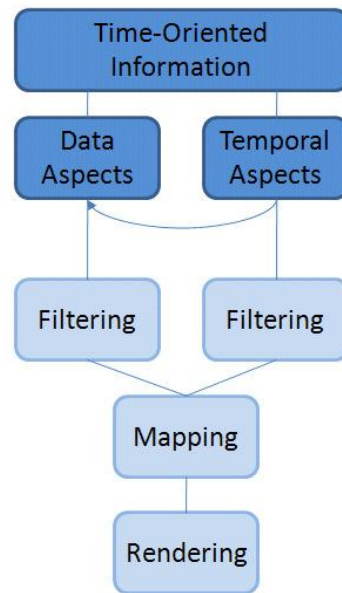 Time-Oriented
Information
Data
Aspects
Temporal
Aspects
Filtering
Filtering
Mapping
Rendering